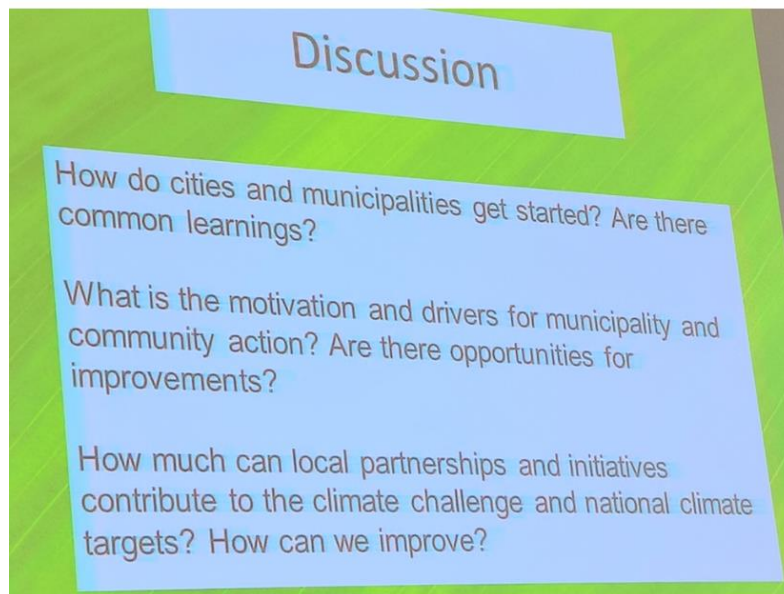 Discussion
How do cities and municipalities get started? Are there
common learnings?
What is the motivation and drivers for municipality and
community action? Are there opportunities for
improvements?
How much can local partnerships and initiatives
contribute to the climate challenge and national climate
targets? How can we improve?